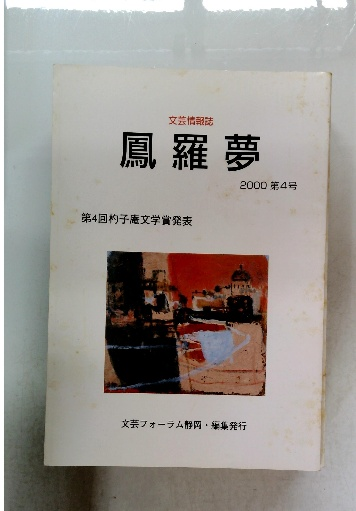 文芸情報誌
鳳羅夢
2000 第4号
第4回杓子庵文学賞発表
文芸フォーラム静岡・編集発行